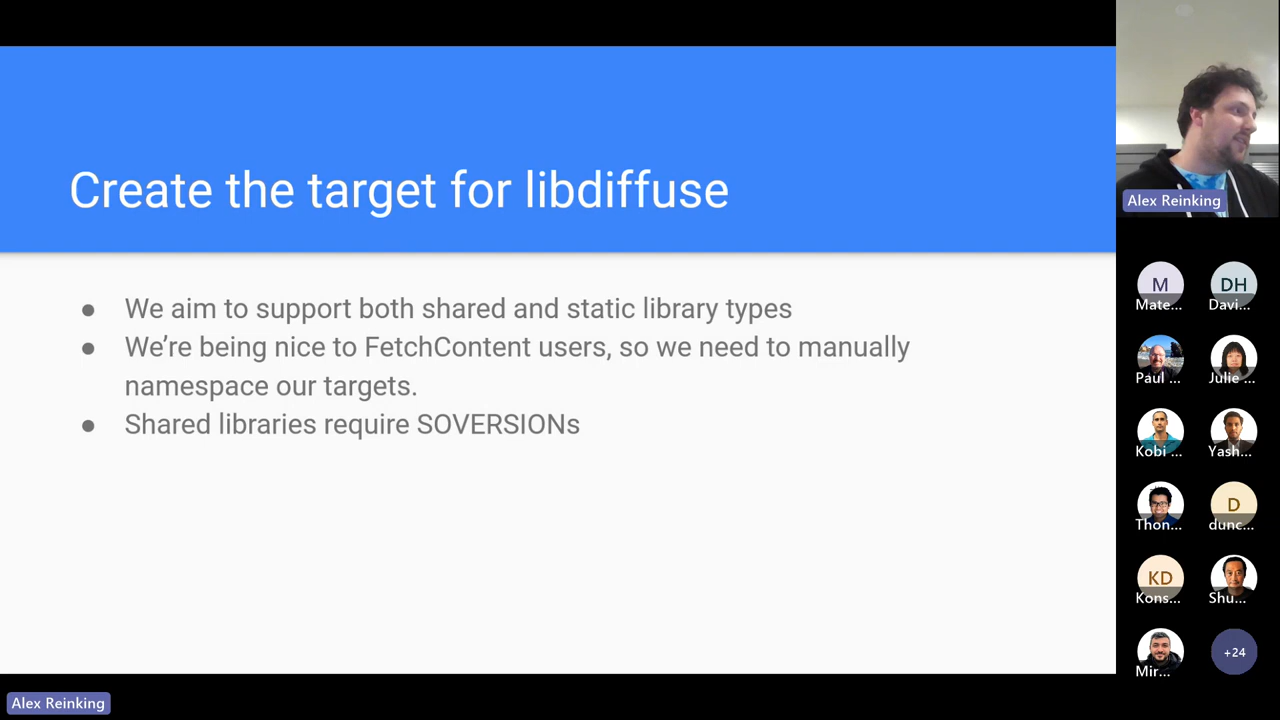 Create the target for libdiffuse
● We aim to support both shared and static library types
● We’re being nice to FetchContent users, so we need to manually
namespace our targets.
● Shared libraries require SOVERSIONs
Alex Reinking
M
Mate...
DH
Davi...
Paul ...
Julie ...
Kobi ...
Yash...
Thon...
D
dunc...
KD
Kons...
Shu...
Mir...
+24
Alex Reinking